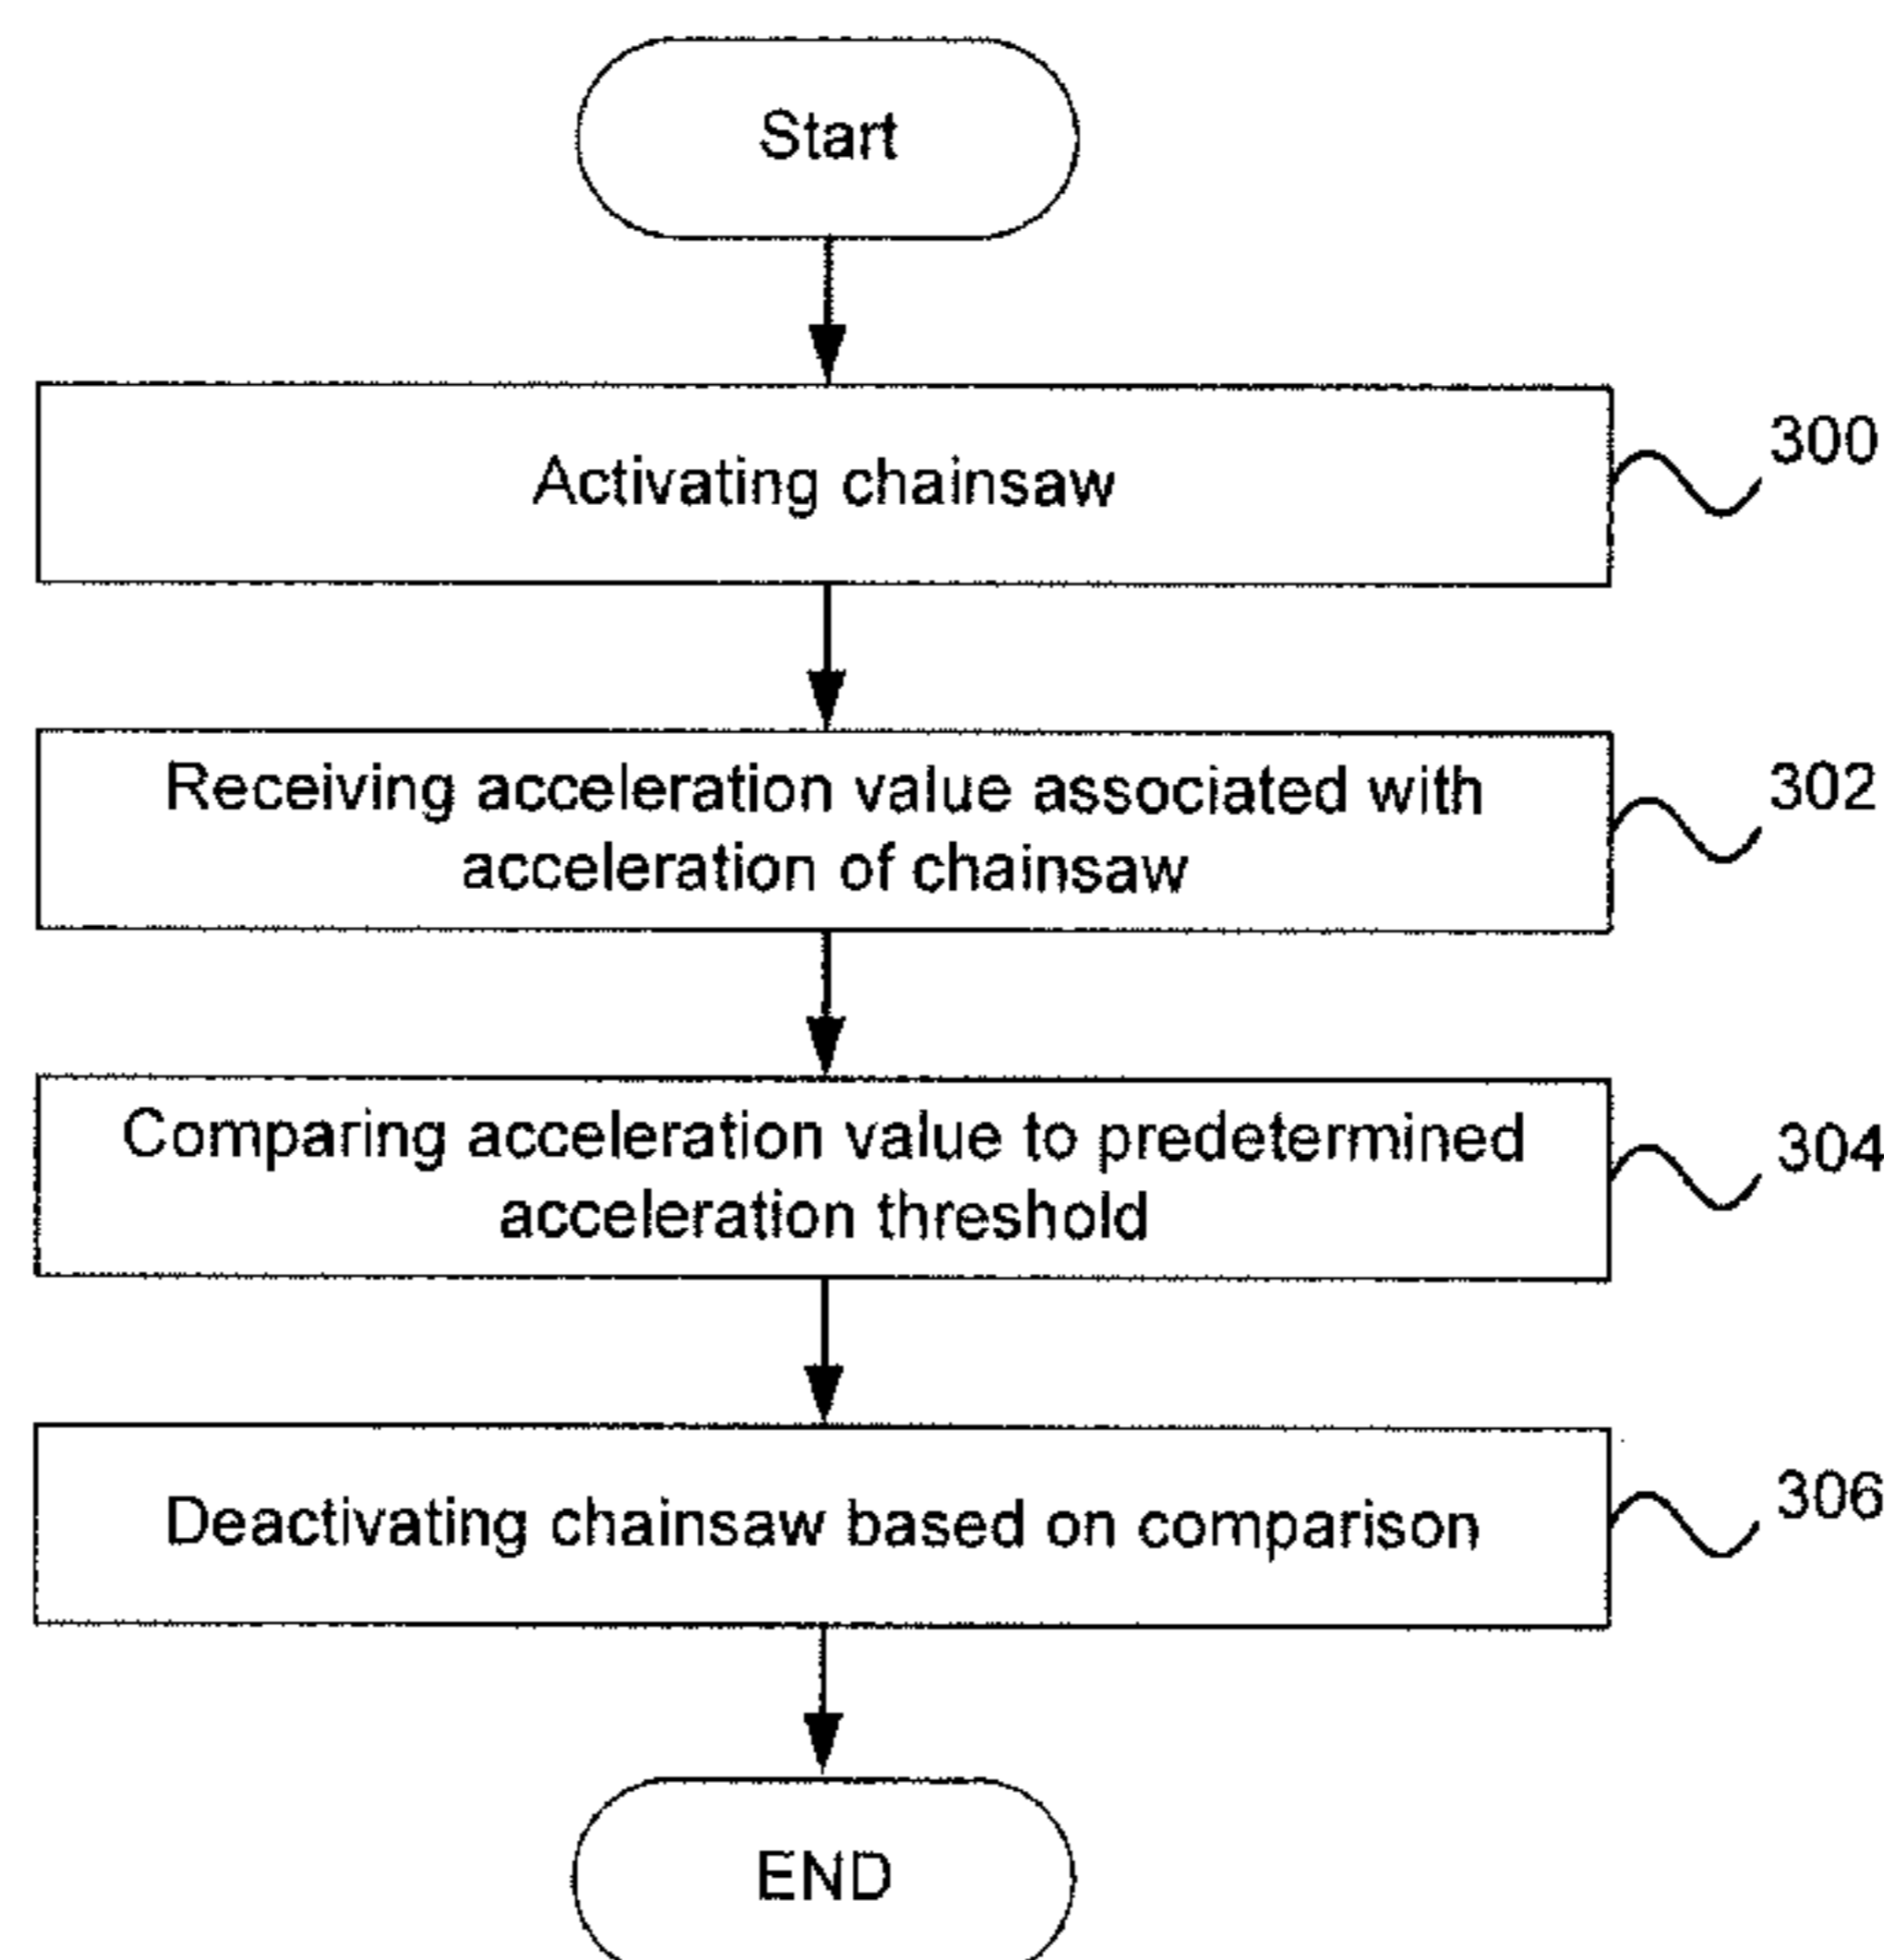 Start
Activating chainsaw
300
Receiving acceleration value associated with
acceleration of chainsaw
302
Comparing acceleration value to predetermined
acceleration threshold
304
Deactivating chainsaw based on comparison
306
END